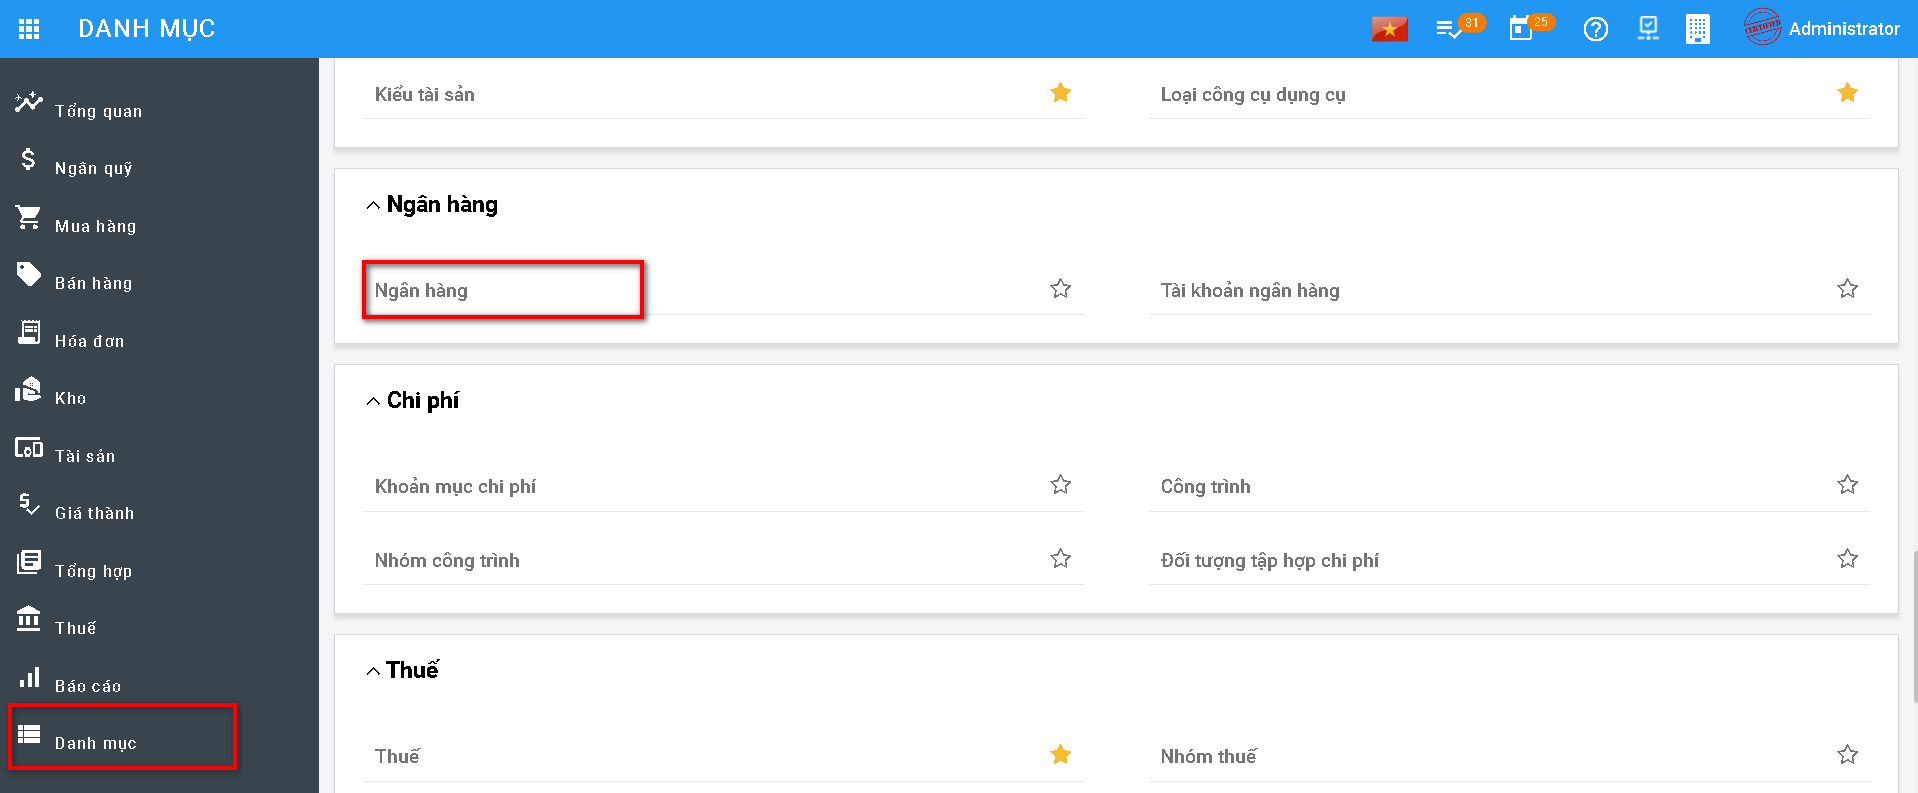 DANH MỤC
31
25
Administrator
Tổng quan
Ngân quỹ
Mua hàng
Bán hàng
Hóa đơn
Kho
Tài sản
Giá thành
Tổng hợp
Thuế
Báo cáo
Danh mục
Kiểu tài sản
Loại công cụ dụng cụ
Ngân hàng
Ngân hàng
Tài khoản ngân hàng
Chi phí
Khoản mục chi phí
Công trình
Nhóm công trình
Đối tượng tập hợp chi phí
Thuế
Thuế
Nhóm thuế